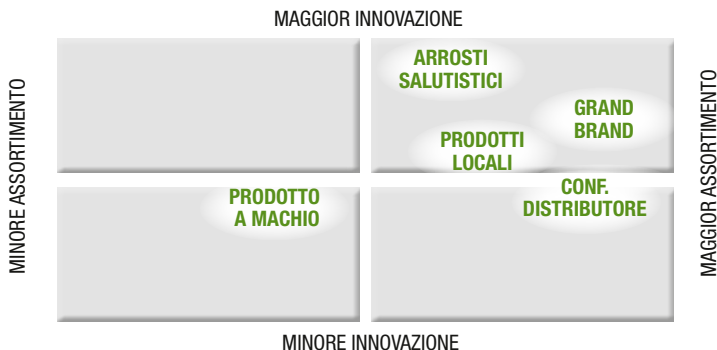 MAGGIOR INNOVAZIONE
ARROSTI
SALUTISTICI
GRAND
BRAND
PRODOTTI
LOCALI
MINORE ASSORTIMENTO
MAGGIOR ASSORTIMENTO
PRODOTTO
A MACHIO
CONF.
DISTRIBUTORE
MINORE INNOVAZIONE